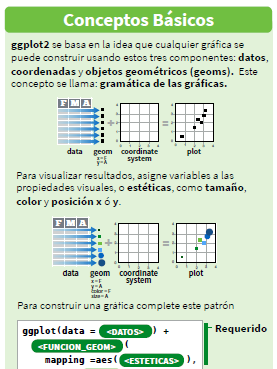 Conceptos Básicos
ggplot2 se basa en la idea que cualquier gráfica se
puede construir usando estos tres componentes: datos,
coordenadas y objetos geométricos (geoms). Este
concepto se llama: gramática de las gráficas.
F M A
data geom coordinate plot
x = F system
y = A
Para visualizar resultados, asigne variables a las
propiedades visuales, o estéticas, como tamaño,
color y posición x ó y.
F M A
data geom coordinate plot
x = F system
y = A
color = F
size = A
Para construir una gráfica complete este patrón
ggplot(data = <DATOS>) +
<FUNCION_GEOM>(
mapping =aes(<ESTETICAS>),
Requerido